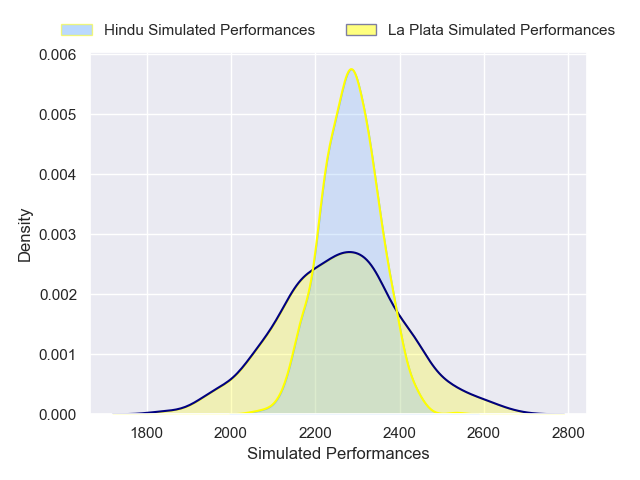 Hindu Simulated Performances La Plata Simulated Performances
0.006
0.005
0.004
0.003
0.002
0.001
0.000
Density
1800 2000 2200 2400 2600 2800
Simulated Performances